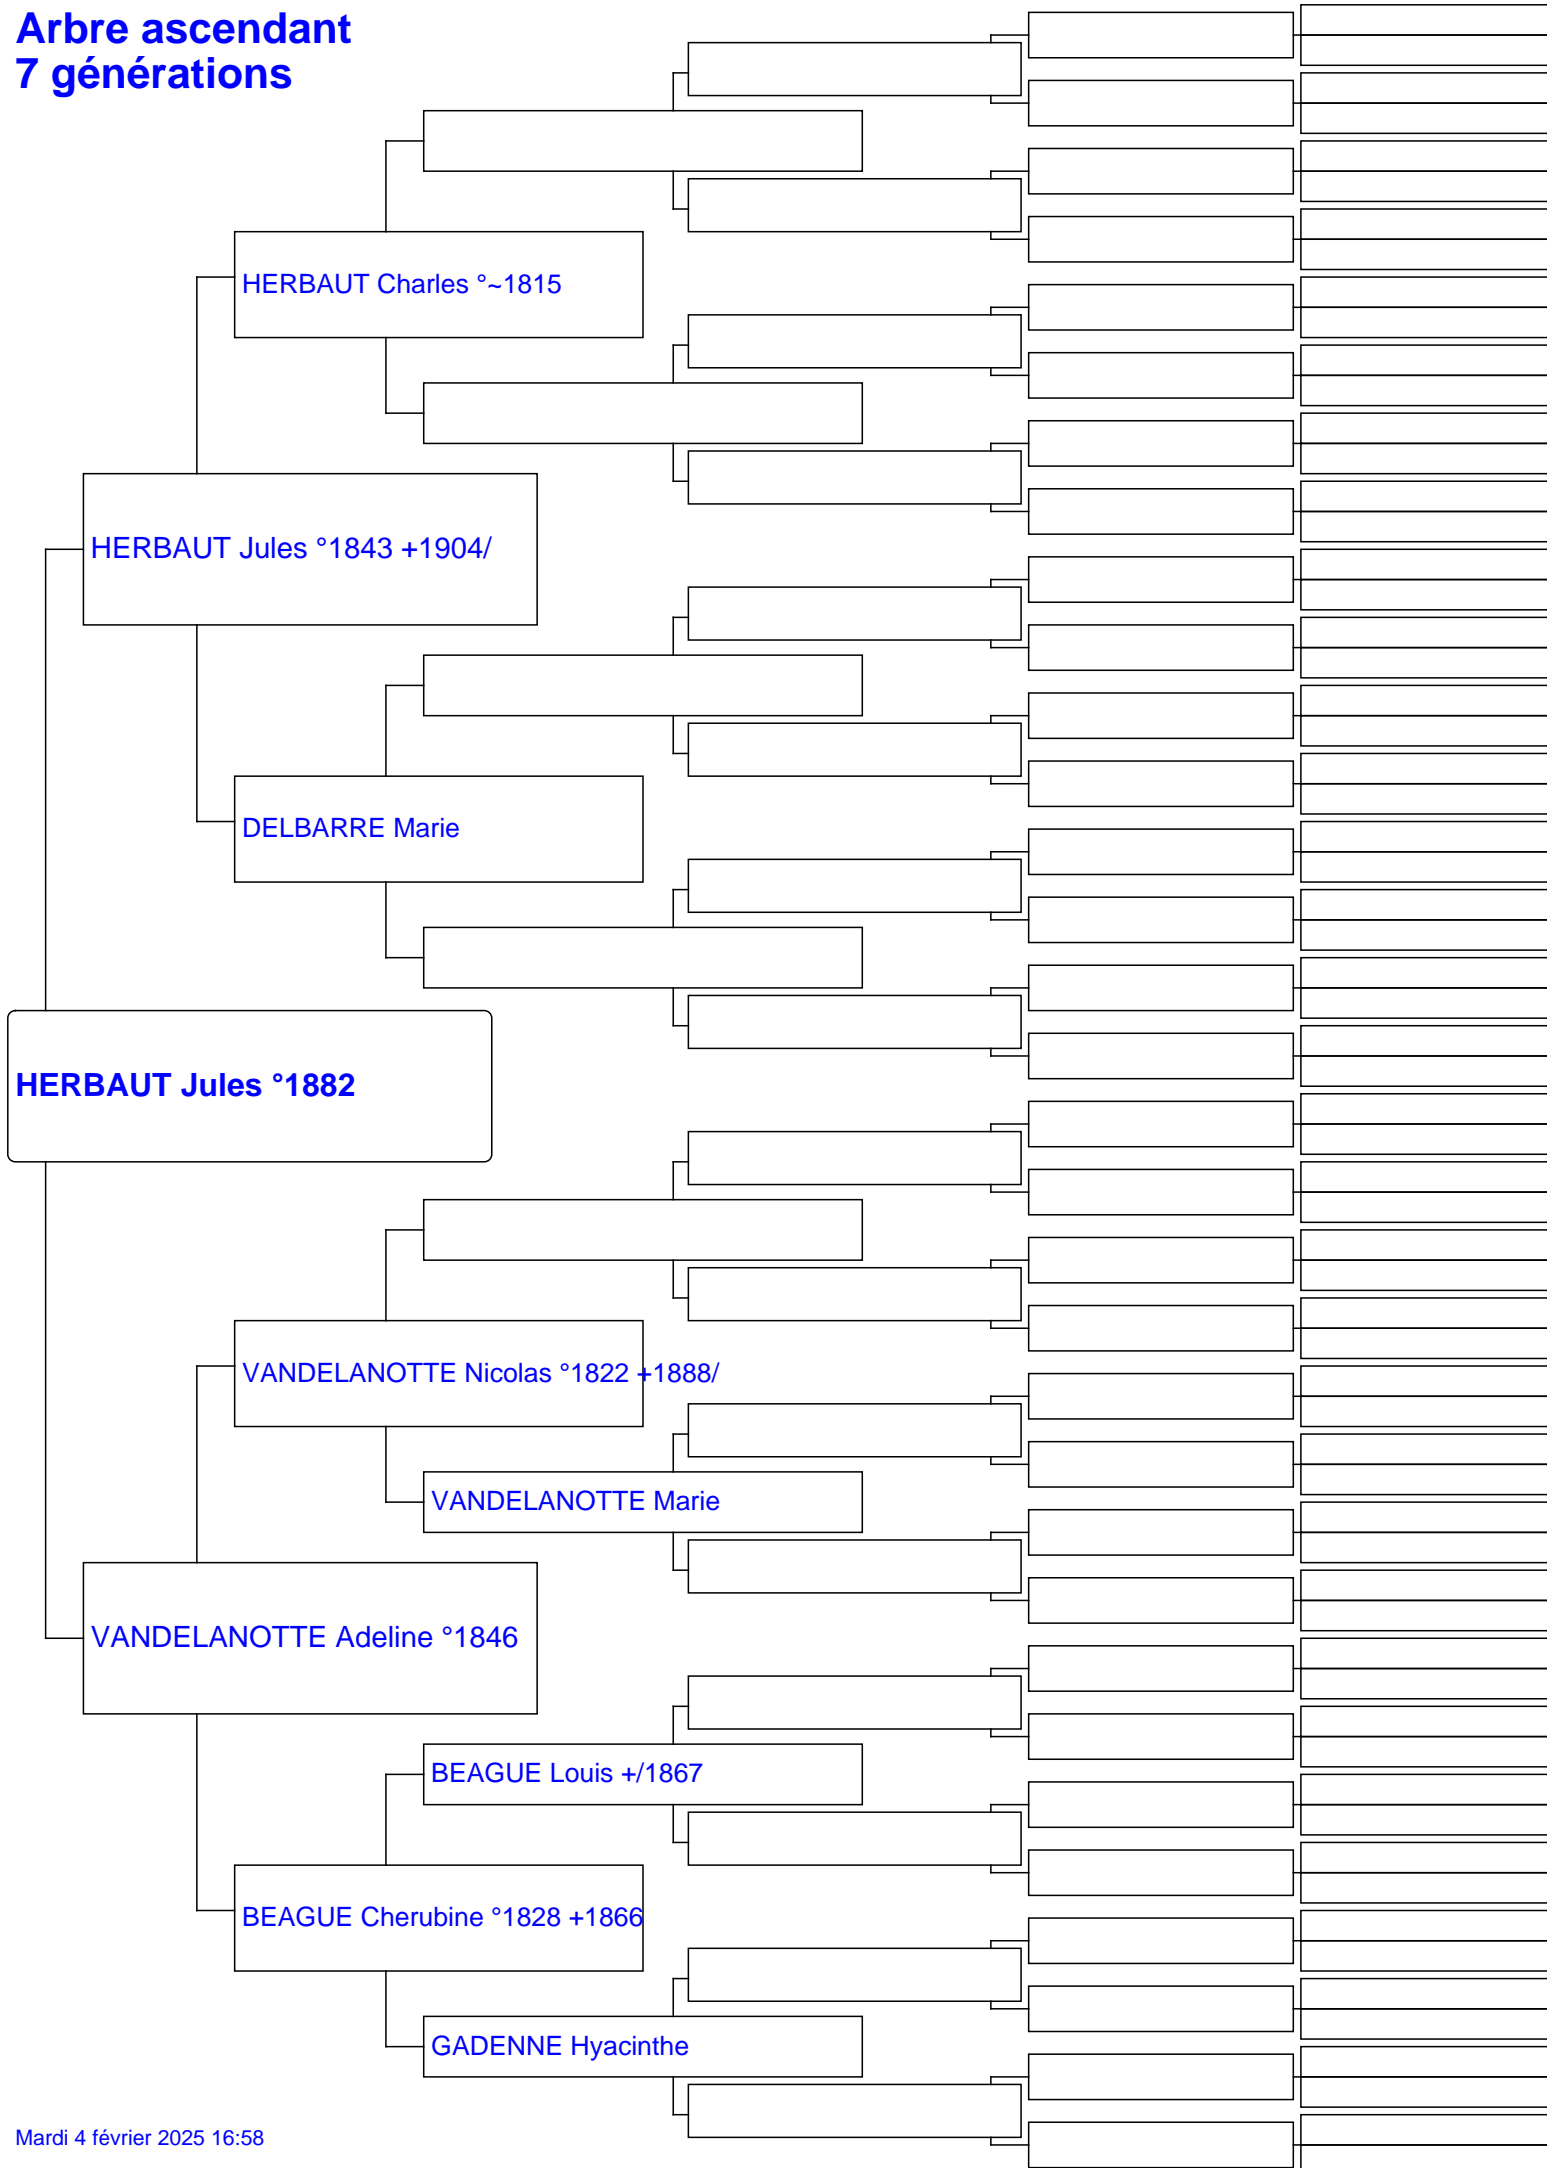 Arbre ascendant
7 générations
HERBAUT Charles °~1815
HERBAUT Jules °1843 +1904/
DELBARRE Marie
HERBAUT Jules °1882
VANDELANOTTE Nicolas °1822 +1888/
VANDELANOTTE Marie
VANDELANOTTE Adeline °1846
BEAGUE Louis +/1867
BEAGUE Cherubine °1828 +1866
GADENNE Hyacinthe
Mardi 4 février 2025 16:58